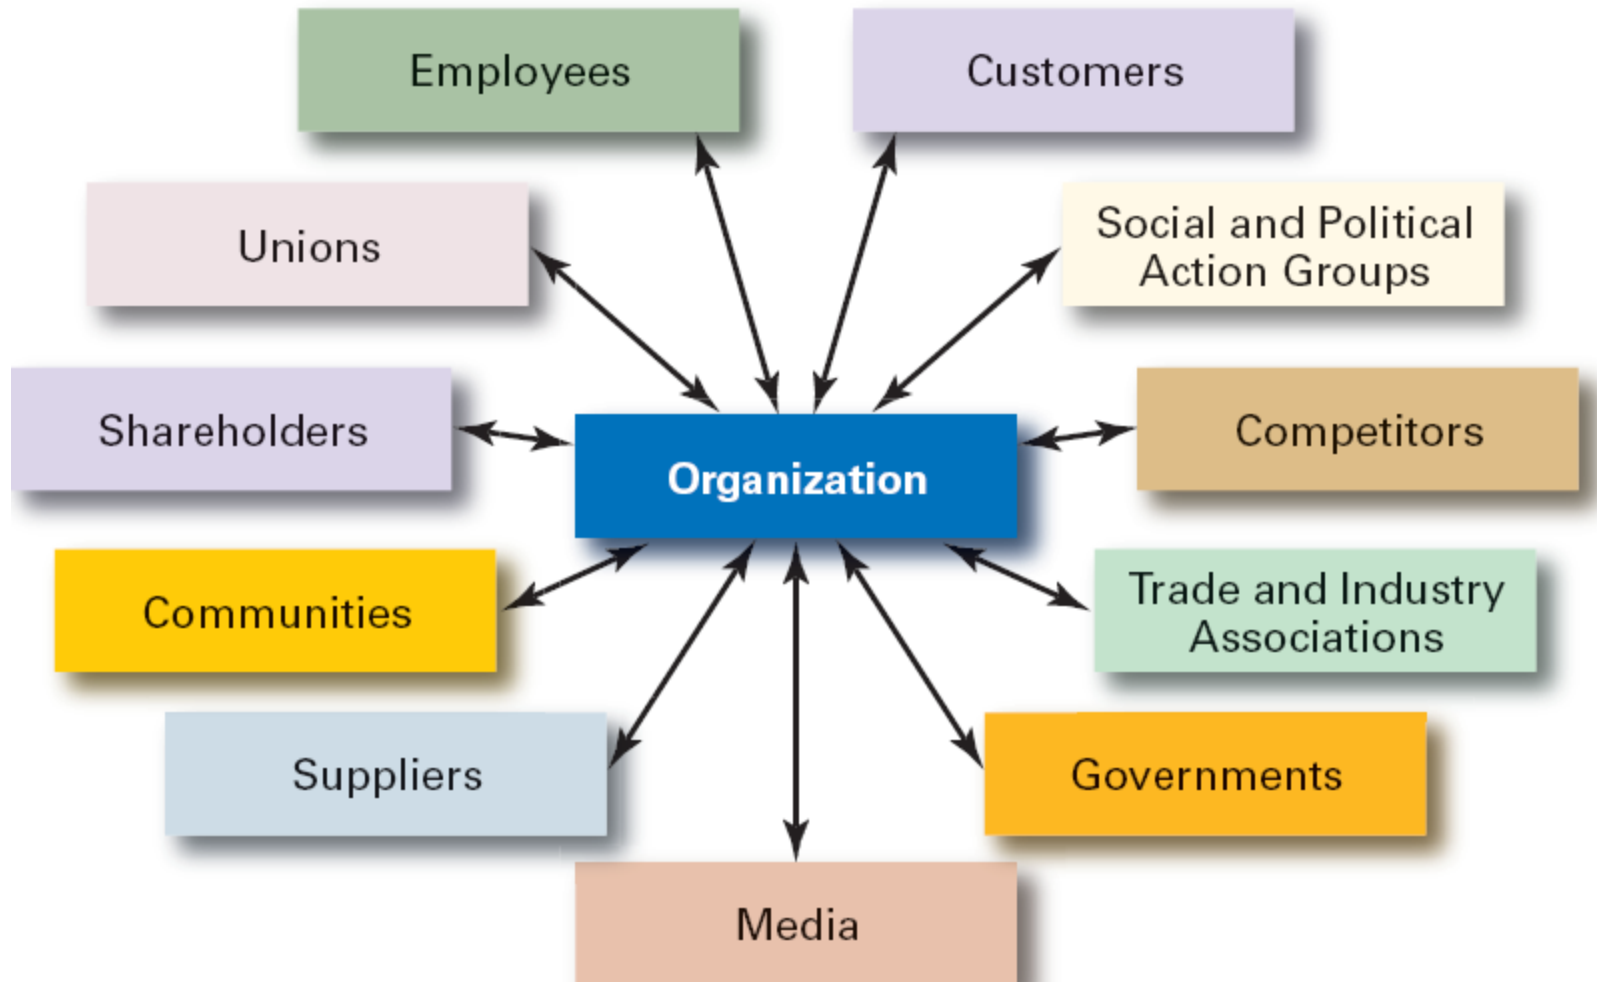 Employees
Customers
Unions
Social and Political
Action Groups
Shareholders
Organization
Competitors
Communities
Trade and Industry
Associations
Suppliers
Governments
Media